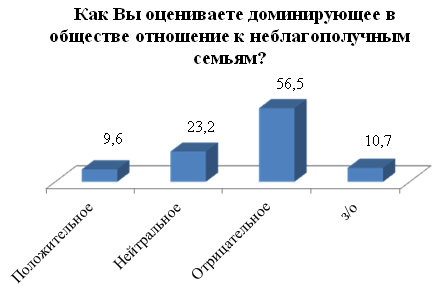 Как Вы оцениваете доминирующее в
обществе отношение к неблагополучным
семьям?
56,5
23,2
9,6
10,7
Положительное
Нейтральное
Отрицательное
з/о